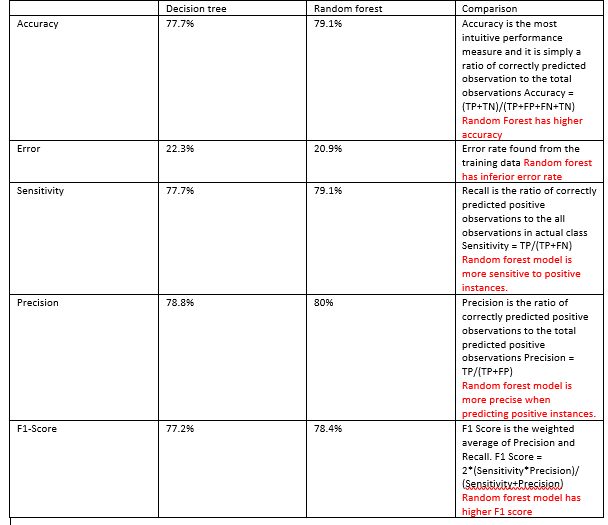 Decision tree Random forest Comparison
Accuracy 77.7% 79.1% Accuracy is the most
intuitive performance
measure and it is simply a
ratio of correctly predicted
observation to the total
observations Accuracy =
(TP+TN)/(TP+FP+FN+TN)
Random Forest has higher
accuracy
Error 22.3% 20.9% Error rate found from the
training data Random forest
has inferior error rate
Sensitivity 77.7% 79.1% Recall is the ratio of correctly
predicted positive
observations to the all
observations in actual class
Sensitivity = TP/(TP+FN)
Random forest model is
more sensitive to positive
instances.
Precision 78.8% 80% Precision is the ratio of
correctly predicted positive
observations to the total
predicted positive
observations Precision =
TP/(TP+FP)
Random forest model is
more precise when
predicting positive instances.
F1-Score 77.2% 78.4% F1 Score is the weighted
average of Precision and
Recall. F1 Score =
2*(Sensitivity*Precision)/
(Sensitivity+Precision)
Random forest model has
higher F1 score